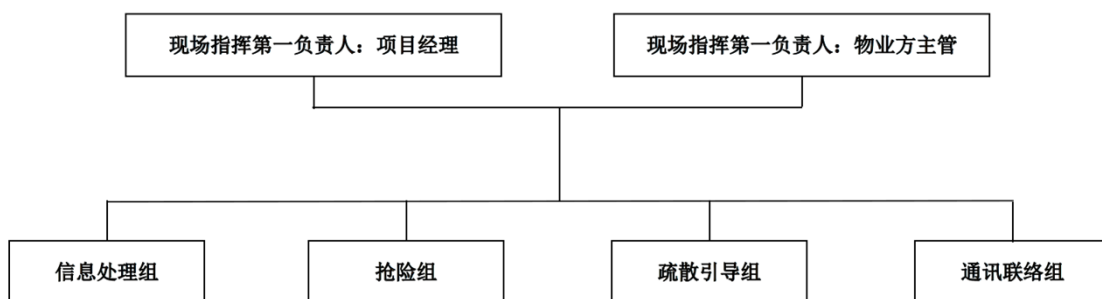 现场指挥第一负责人：项目经理
现场指挥第一负责人：物业方主管
信息处理组
抢险组
疏散引导组
通讯联络组